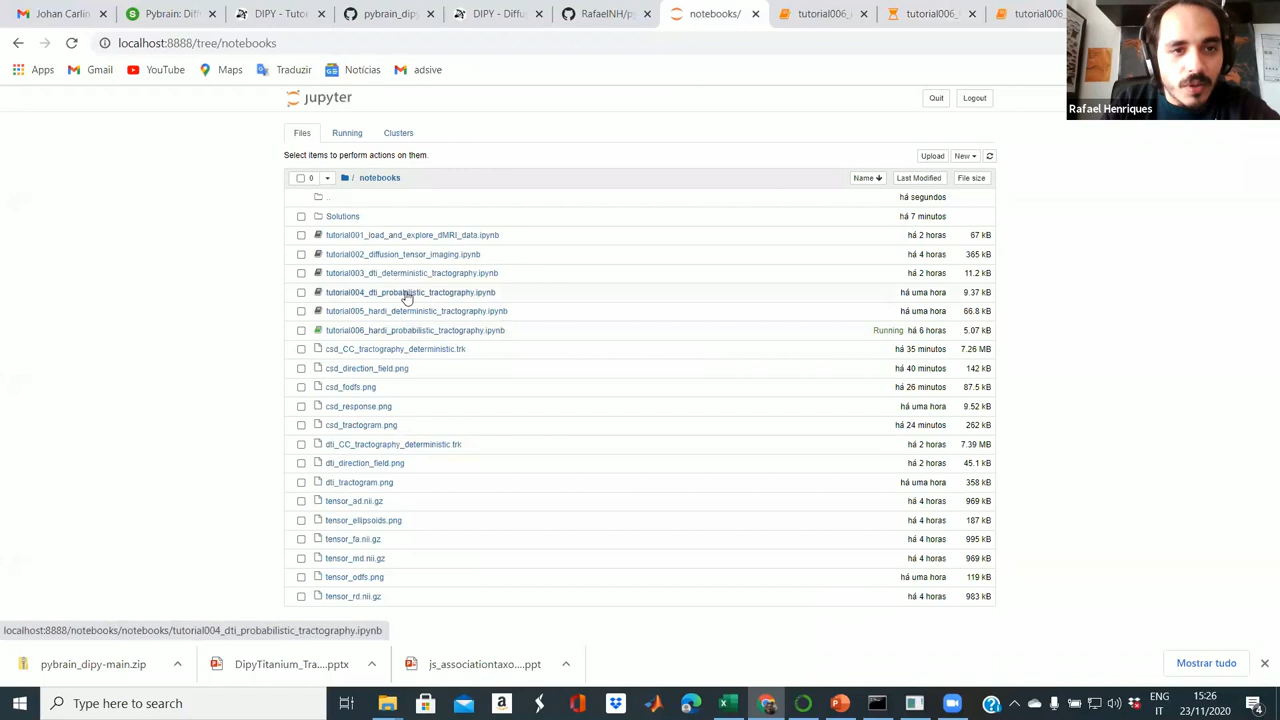 Johan Carlin
Pybrain: Diff
DIPY - Tutori
pybrain_dip
DIPY - Gettin
RafaelNH/py
notebooks/
tutorial006_
tutorial006_
tutorial006_
localhost:8888/tree/notebooks
Apps Gmail YouTube Maps Traduzir Notícias adsive
Rafael Henriques
jupyter
Quit Logout
Files Running Clusters
Select items to perform actions on them.
Upload New
0 / notebooks Name Last Modified File size
.. há segundos
Solutions há 7 minutos
tutorial001_load_and_explore_dMRI_data.ipynb há 2 horas 67 kB
tutorial002_diffusion_tensor_imaging.ipynb há 4 horas 365 kB
tutorial003_dti_deterministic_tractography.ipynb há 2 horas 11.2 kB
tutorial004_dti_probabilistic_tractography.ipynb há uma hora 9.37 kB
tutorial005_hardi_deterministic_tractography.ipynb há uma hora 66.8 kB
tutorial006_hardi_probabilistic_tractography.ipynb Running há 6 horas 5.07 kB
csd_CC_tractography_deterministic.trk há 35 minutos 7.26 MB
csd_direction_field.png há 40 minutos 142 kB
csd_fodfs.png há 26 minutos 87.5 kB
csd_response.png há uma hora 9.52 kB
csd_tractogram.png há 24 minutos 262 kB
dti_CC_tractography_deterministic.trk há 2 horas 7.39 MB
dti_direction_field.png há 2 horas 45.1 kB
dti_tractogram.png há uma hora 358 kB
tensor_ad.nii.gz há 4 horas 969 kB
tensor_ellipsoids.png há 4 horas 187 kB
tensor_fa.nii.gz há 4 horas 995 kB
tensor_md.nii.gz há 4 horas 969 kB
tensor_odfs.png há uma hora 119 kB
tensor_rd.nii.gz há 4 horas 983 kB
localhost:8888/notebooks/notebooks/tutorial004_dti_probabilistic_tractography.ipynb
pybrain_dipy-main.zip DipyTitanium_Tra....pptx js_associationtaxo....ppt Mostrar tudo
Type here to search
ENG 15:26
IT 23/11/2020
4